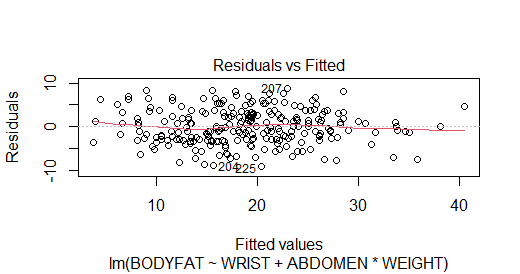 Residuals vs Fitted
Residuals
10
0
-10
207
204
225
10
20
30
40
Fitted values
lm(BODYFAT ~ WRIST + ABDOMEN * WEIGHT)